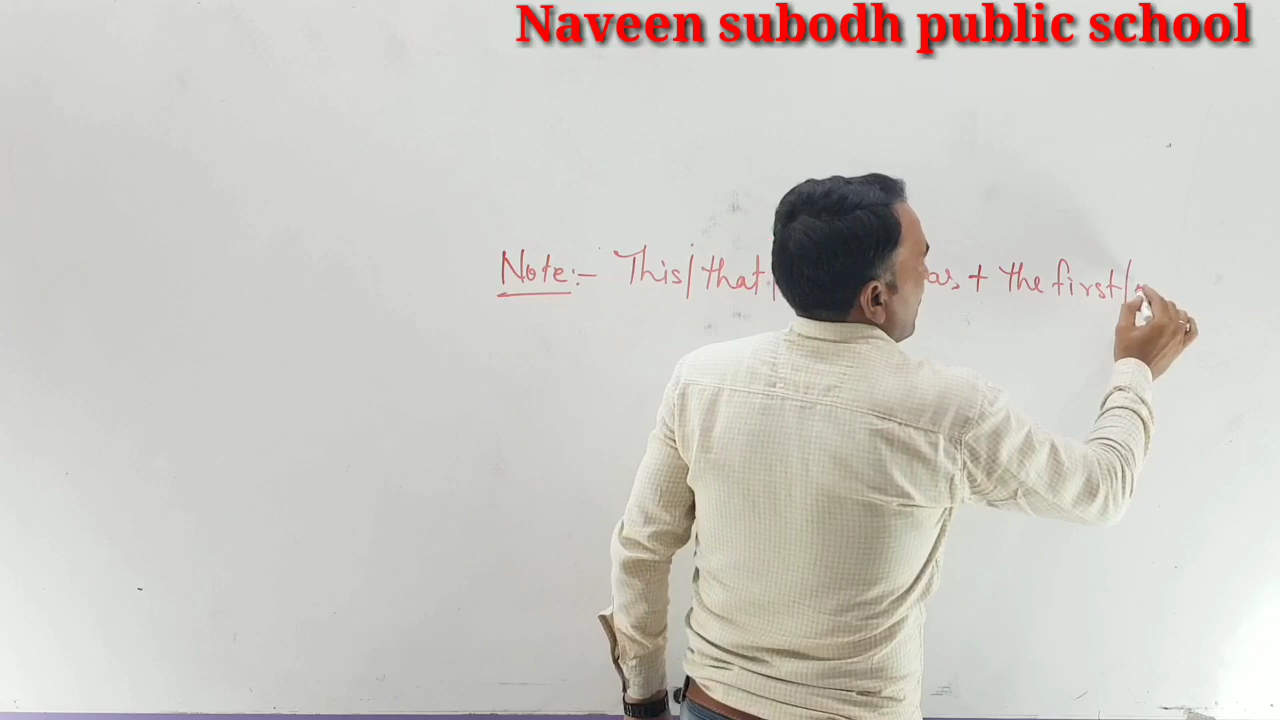 Naveen subodh public school
Note:- This/that/ + the first/